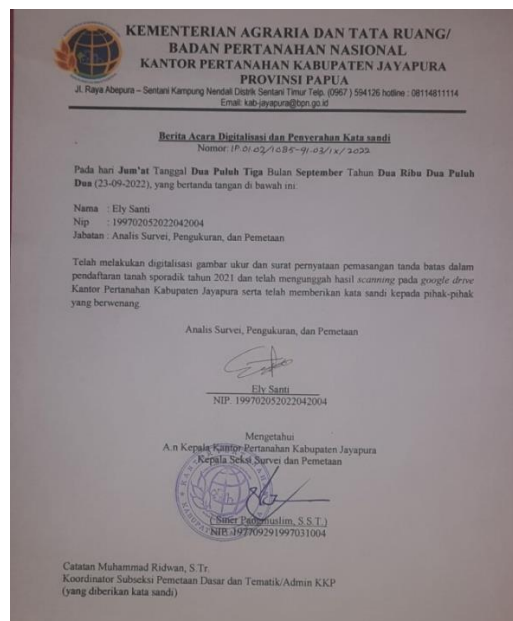 KEMENTERIAN AGRARIA DAN TATA RUANG/
BADAN PERTANAHAN NASIONAL
KANTOR PERTANAHAN KABUPATEN JAYAPURA
PROVINSI PAPUA
Jl. Raya Abepura – Sentani Kampung Nendali Distrik Sentani Timur Telp. (0967 ) 594126 hotline : 08114811114
Email: kab-jayapura@bpn.go.id
Berita Acara Digitalisasi dan Penyerahan Kata sandi
Nomor: IP.01.02/1085-91.03/IX/2022
Pada hari Jum'at Tanggal Dua Puluh Tiga Bulan September Tahun Dua Ribu Dua Puluh
Dua (23-09-2022), yang bertanda tangan di bawah ini:
Nama : Ely Santi
Nip : 199702052022042004
Jabatan : Analis Survei, Pengukuran, dan Pemetaan
Telah melakukan digitalisasi gambar ukur dan surat pernyataan pemasangan tanda batas dalam
pendaftaran tanah sporadik tahun 2021 dan telah mengunggah hasil scanning pada google drive
Kantor Pertanahan Kabupaten Jayapura serta telah memberikan kata sandi kepada pihak-pihak
yang berwenang
Analis Survei, Pengukuran, dan Pemetaan
Ely Santi
NIP. 199702052022042004
Mengetahui
A.n Kepala Kantor Pertanahan Kabupaten Jayapura
Kepala Seksi Survei dan Pemetaan
S.S.T.)
NIP. 197709291997031004
Catatan Muhammad Ridwan, S.Tr.
Koordinator Subseksi Pemetaan Dasar dan Tematik/Admin KKP
(yang diberikan kata sandi)